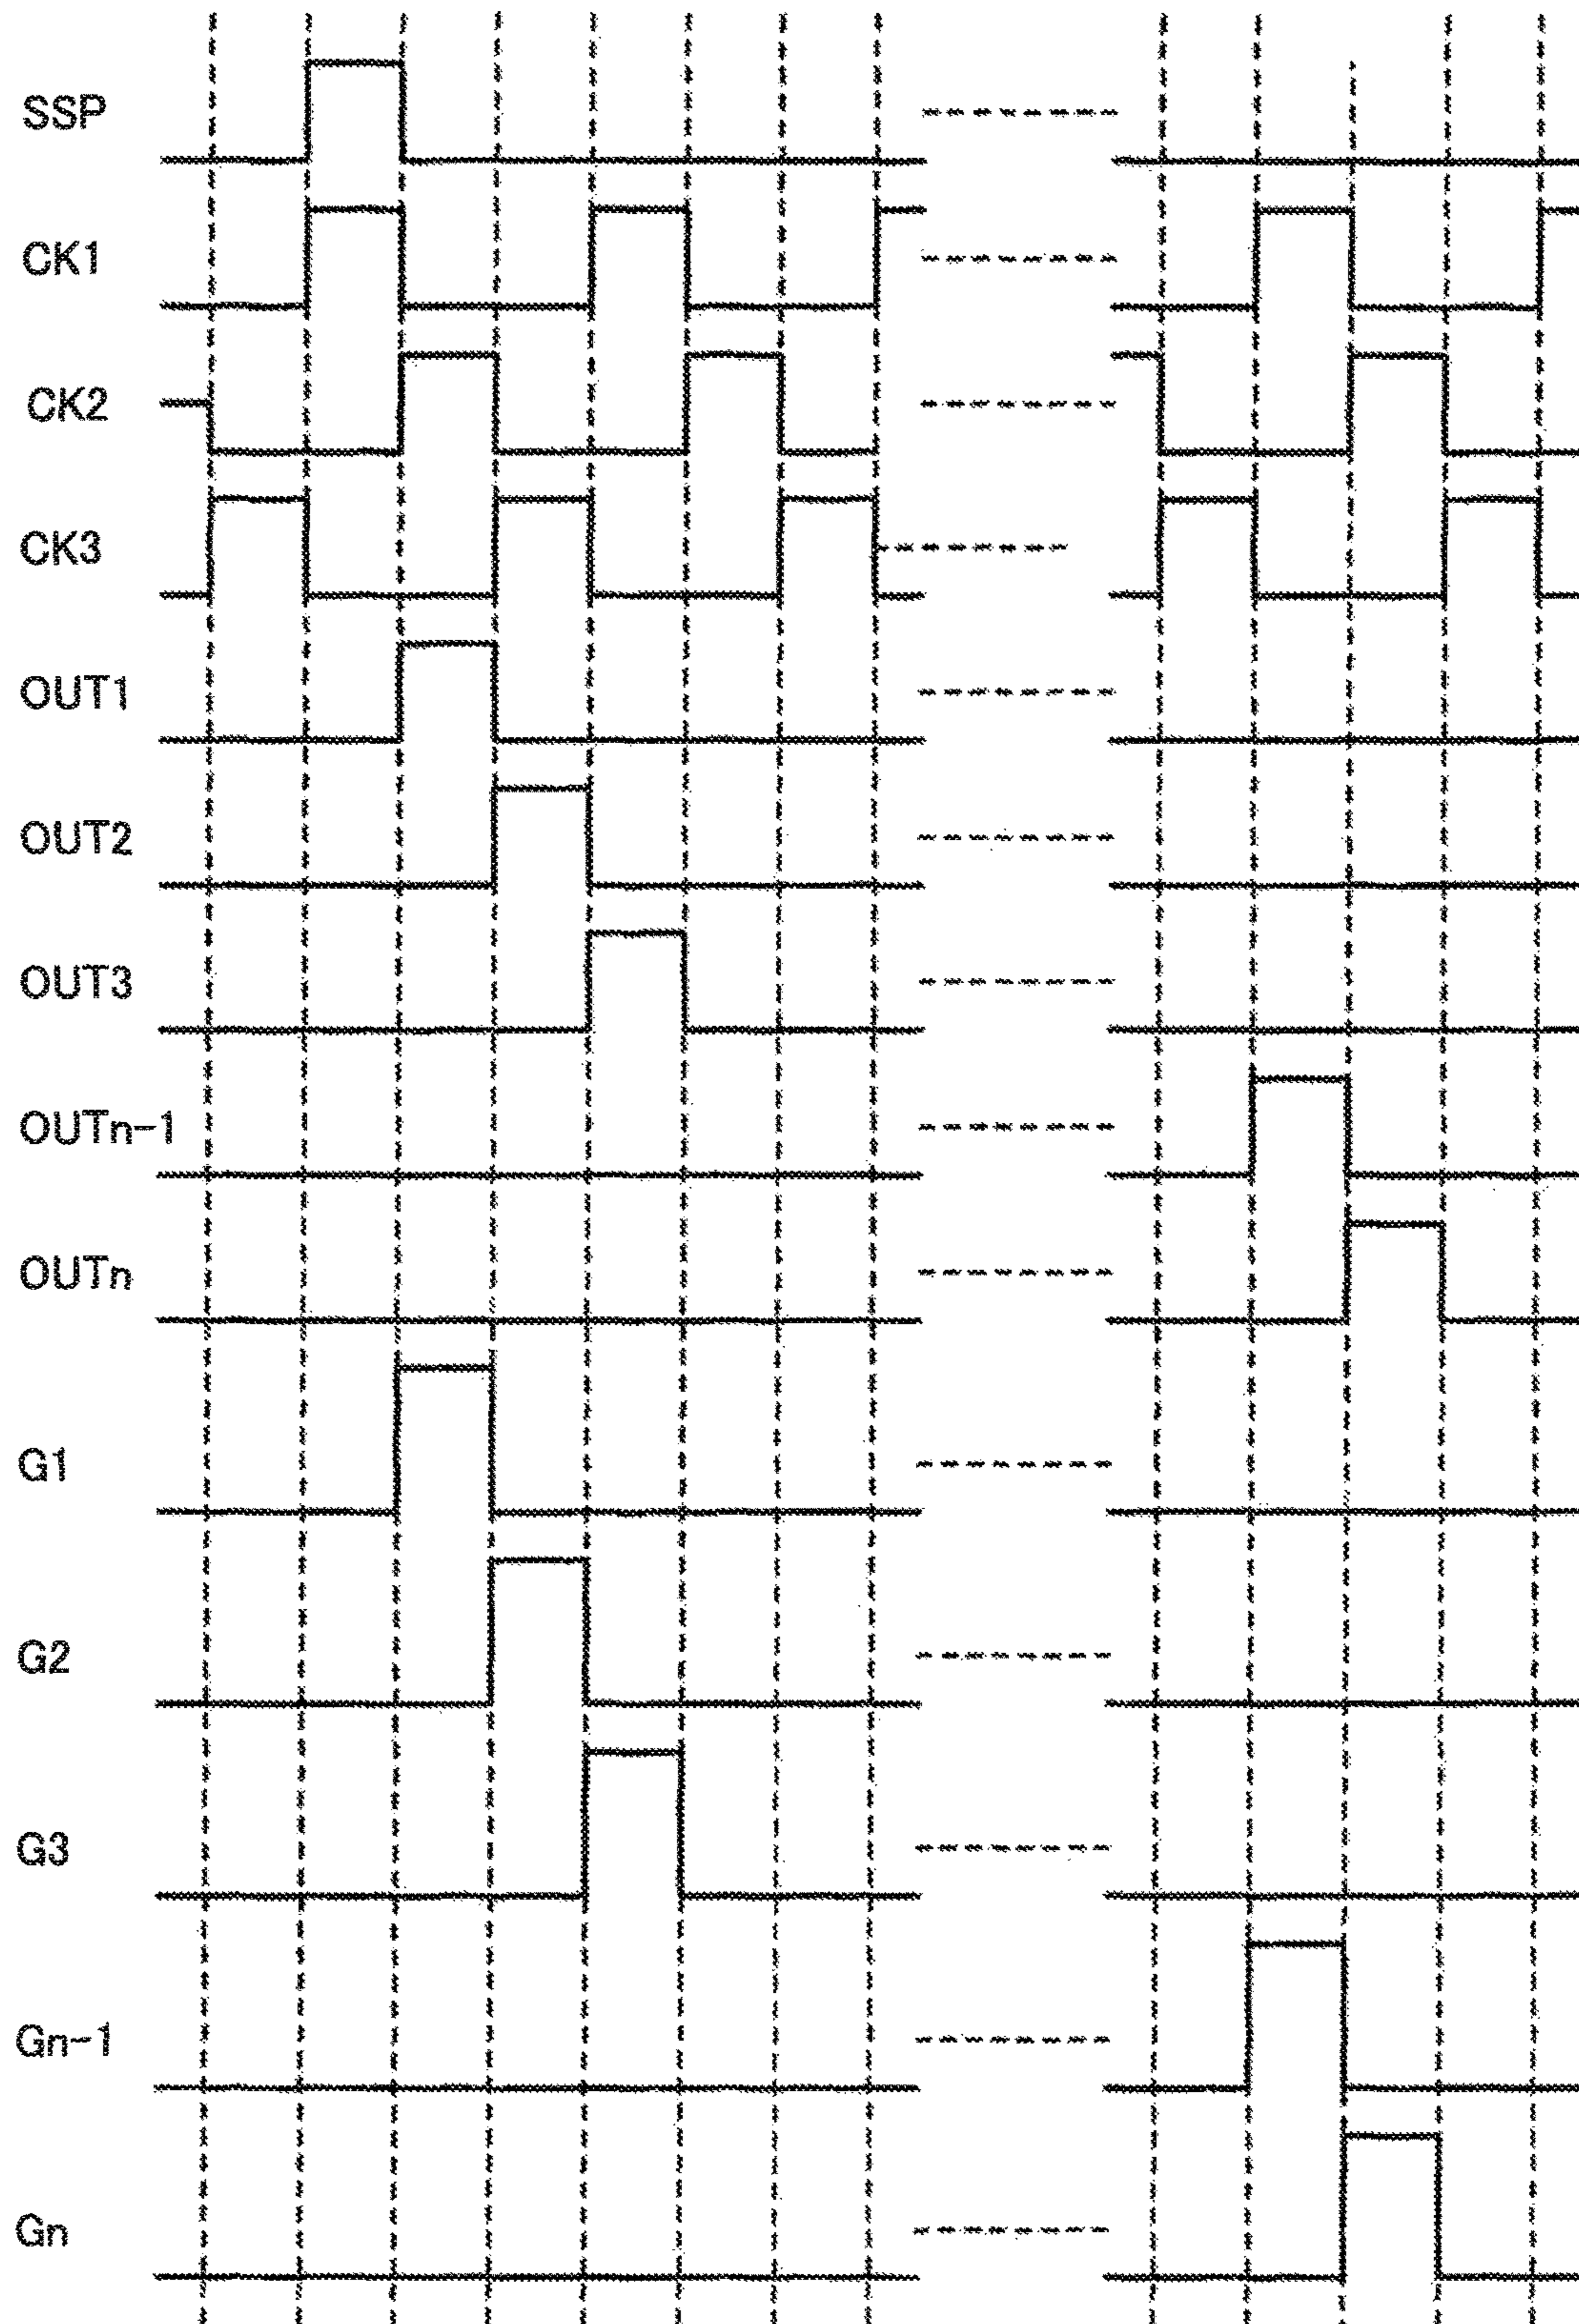 SSP
CK1
CK2
CK3
OUT1
OUT2
OUT3
OUTn-1
OUTn
G1
G2
G3
Gn-1
Gn